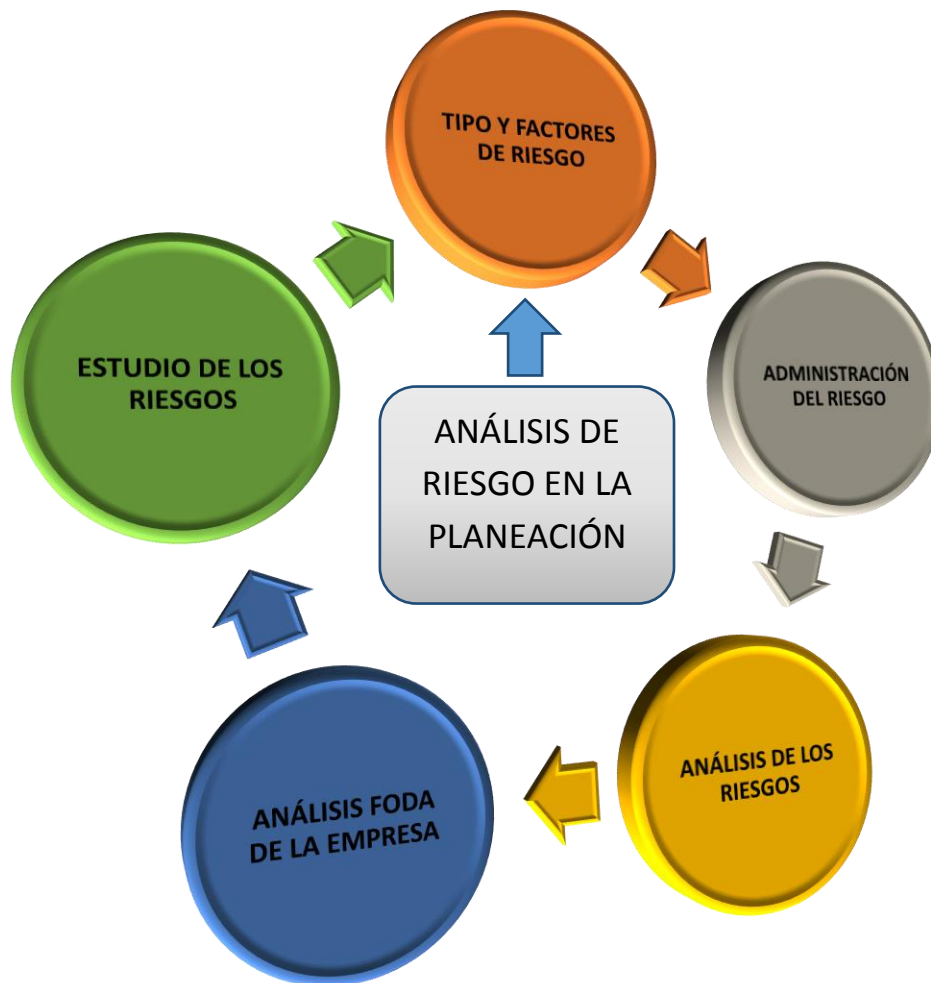 TIPO Y FACTORES
DE RIESGO
ESTUDIO DE LOS
RIESGOS
ADMINISTRACIÓN
DEL RIESGO
ANÁLISIS DE
RIESGO EN LA
PLANEACIÓN
ANÁLISIS DE LOS
RIESGOS
ANÁLISIS FODA
DE LA EMPRESA